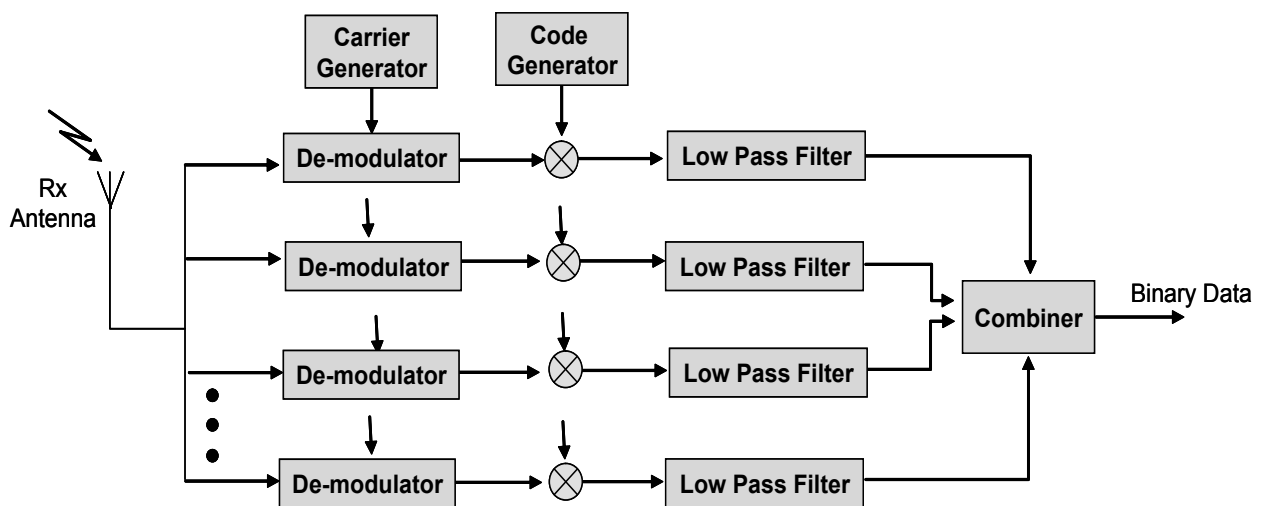 Carrier
Generator
Code
Generator
De-modulator
Low Pass Filter
Rx
Antenna
De-modulator
Low Pass Filter
Combiner
Binary Data
De-modulator
Low Pass Filter
De-modulator
Low Pass Filter